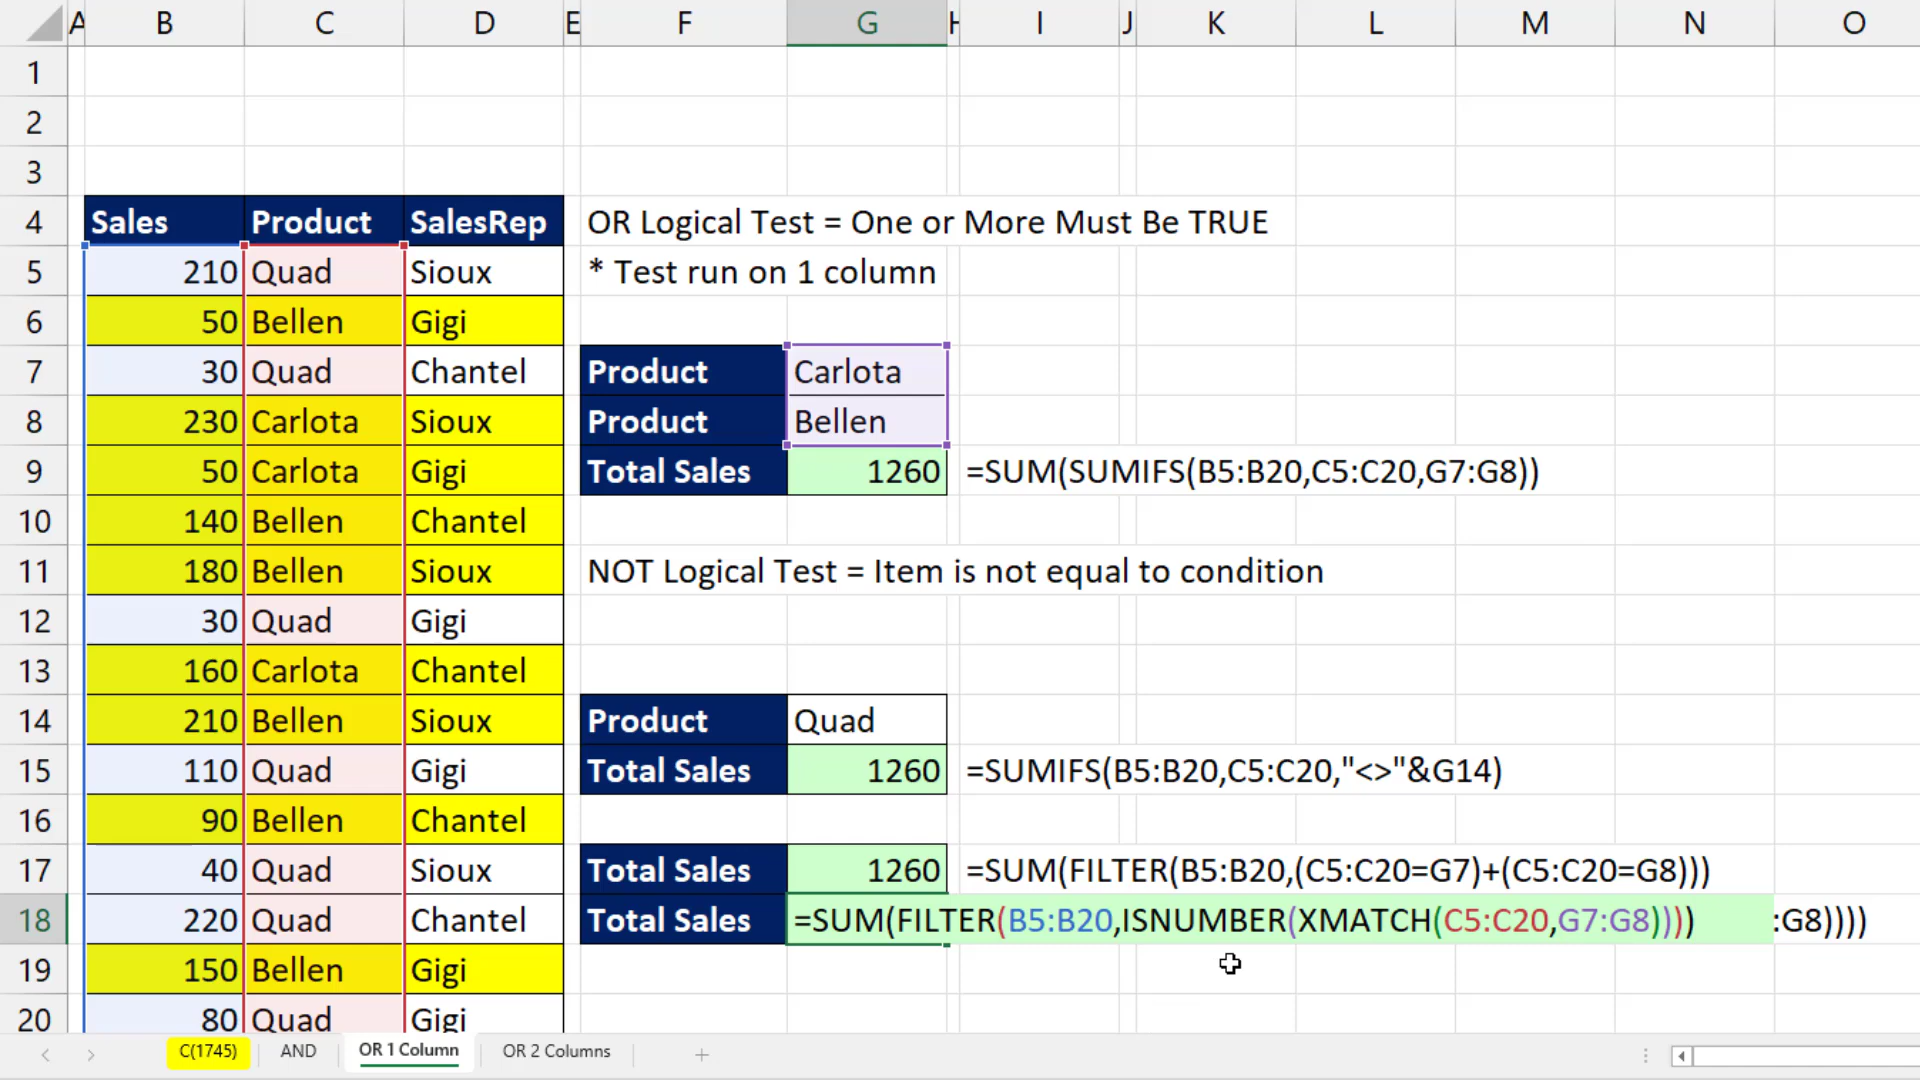 A B C D E F G H I J K L M N O
1
2
3
4 Sales Product SalesRep OR Logical Test = One or More Must Be TRUE
5 210 Quad Sioux * Test run on 1 column
6 50 Bellen Gigi
7 30 Quad Chantel Product Carlota
8 230 Carlota Sioux Product Bellen
9 50 Carlota Gigi Total Sales 1260 =SUM(SUMIFS(B5:B20,C5:C20,G7:G8))
10 140 Bellen Chantel
11 180 Bellen Sioux NOT Logical Test = Item is not equal to condition
12 30 Quad Gigi
13 160 Carlota Chantel
14 210 Bellen Sioux Product Quad
15 110 Quad Gigi Total Sales 1260 =SUMIFS(B5:B20,C5:C20,"<>"&G14)
16 90 Bellen Chantel
17 40 Quad Sioux Total Sales 1260 =SUM(FILTER(B5:B20,(C5:C20=G7)+(C5:C20=G8)))
18 220 Quad Chantel Total Sales =SUM(FILTER(B5:B20,ISNUMBER(XMATCH(C5:C20,G7:G8)))) :G8))))
19 150 Bellen Gigi
20 80 Quad Gigi
C(1745) AND OR 1 Column OR 2 Columns